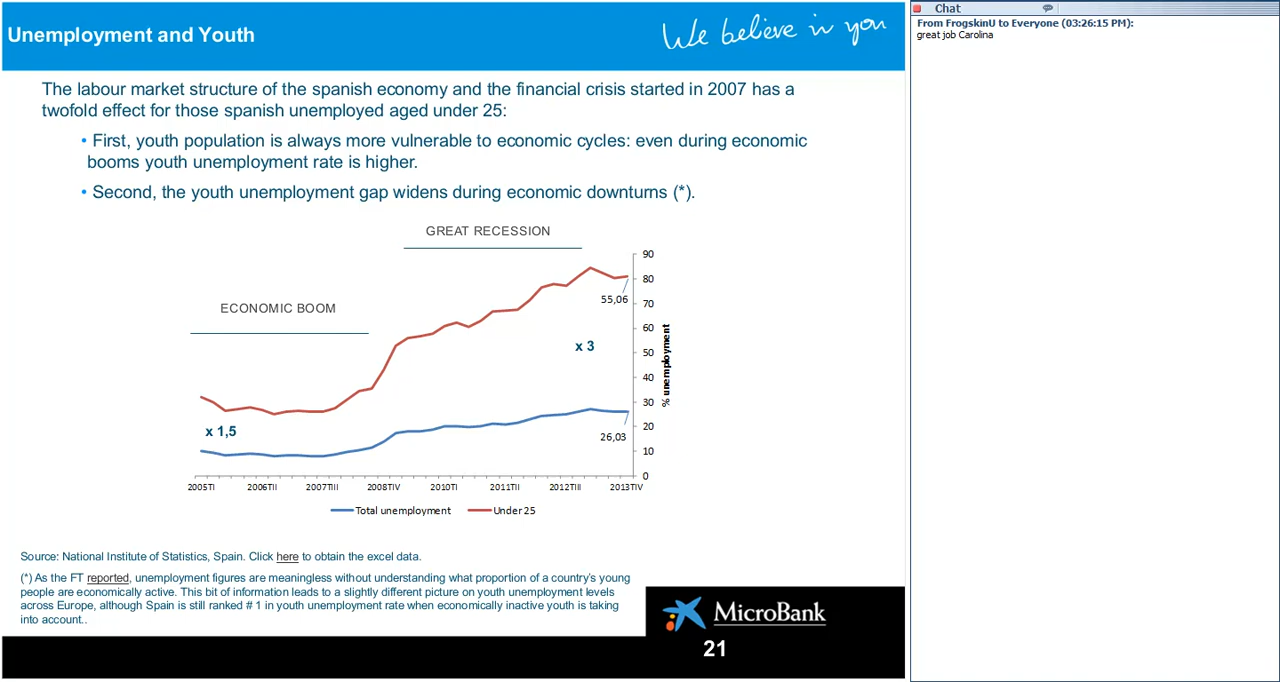 Unemployment and Youth
We believe in you
The labour market structure of the spanish economy and the financial crisis started in 2007 has a
twofold effect for those spanish unemployed aged under 25:
• First, youth population is always more vulnerable to economic cycles: even during economic
booms youth unemployment rate is higher.
• Second, the youth unemployment gap widens during economic downturns (*).
GREAT RECESSION
ECONOMIC BOOM
90
80
70
60
50
40
30
20
10
0
% unemployment
55,06
x 3
x 1,5
26,03
2005TI
2006TII
2007TIII
2008TIV
2010TI
2011TII
2012TIII
2013TIV
Total unemployment
Under 25
Source: National Institute of Statistics, Spain. Click here to obtain the excel data.
(*) As the FT reported, unemployment figures are meaningless without understanding what proportion of a country's young
people are economically active. This bit of information leads to a slightly different picture on youth unemployment levels
across Europe, although Spain is still ranked # 1 in youth unemployment rate when economically inactive youth is taking
into account..
MicroBank
21
Chat
From FrogskinU to Everyone (03:26:15 PM):
great job Carolina